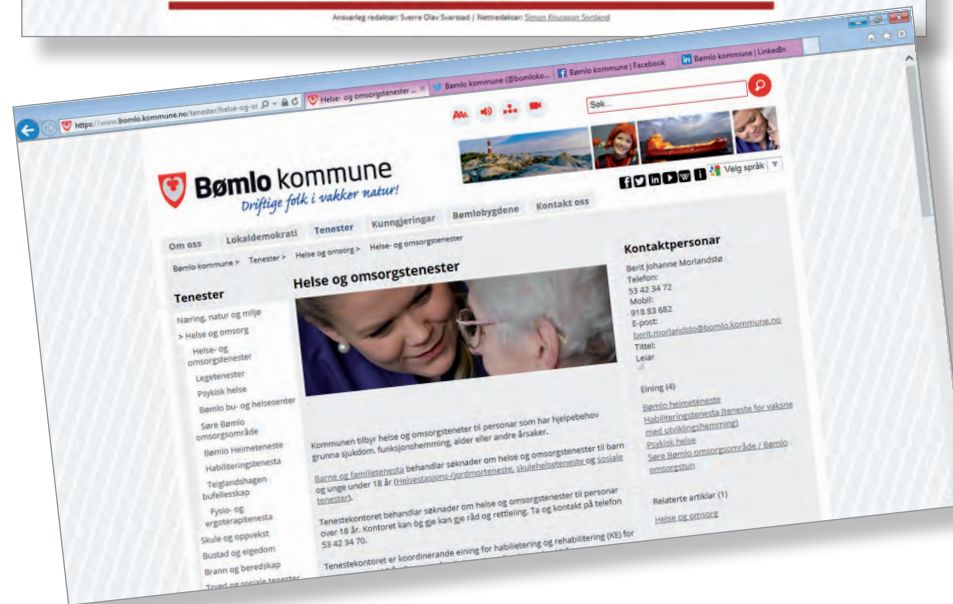 Ansvarleg redaktør: Sverre Olav Svarstad | Nettredaktør: Simon Knutsson Sortland
https://www.bomlo.kommune.no/tenester/helse-og-o
Helse- og omsorgstenester ...
Bømlo kommune (@bomloko...
Bømlo kommune | Facebook
Bømlo kommune | LinkedIn
Søk...
Bømlo kommune
Driftige folk i vakker natur!
Velg språk
Om oss Lokaldemokrati Tenester Kunngjeringar Bømlobygdene Kontakt oss
Bømlo kommune > Tenester > Helse og omsorg > Helse- og omsorgstenester
Tenester
Næring, natur og miljø
> Helse og omsorg
Helse- og
omsorgstenester
Legetenester
Psykisk helse
Bømlo bu- og helsesenter
Søre Bømlo
omsorgsområde
Bømlo Heimeteneste
Habiliteringstenesta
Teiglandshagen
bufellesskap
Fysio- og
ergoterapitenesta
Skule og oppvekst
Bustad og eigedom
Brann og beredskap
Helse og omsorgstenester
Kommunen tilbyr helse og omsorgsteneter til personar som har hjelpebehov
grunna sjukdom, funksjonshemming, alder eller andre årsaker.
Barne og familietenesta behandlar søknader om helse og omsorgstenester til barn
og unge under 18 år (Helsestasjons-/jordmorteneste, skulehelseteneste og sosiale
tenester).
Tenestekontoret behandlar søknader om helse og omsorgstenester til personar
over 18 år. Kontoret kan òg gje kan gje råd og rettleiing. Ta og kontakt på telefon
53 42 34 70.
Tenestekontoret er koordinerande eining for habilietering og rehabilitering (KE) for
Kontaktpersonar
Berit Johanne Morlandstø
Telefon:
53 42 34 72
Mobil:
918 83 682
E-post:
berit.morlandsto@bomlo.kommune.no
Tittel:
Leiar
Eining (4)
Bømlo heimeteneste
Habiliteringstenesta (teneste for vaksne
med utviklingshemming)
Psykisk helse
Søre Bømlo omsorgsområde / Bømlo
omsorgstun
Relaterte artiklar (1)
Helse og omsorg